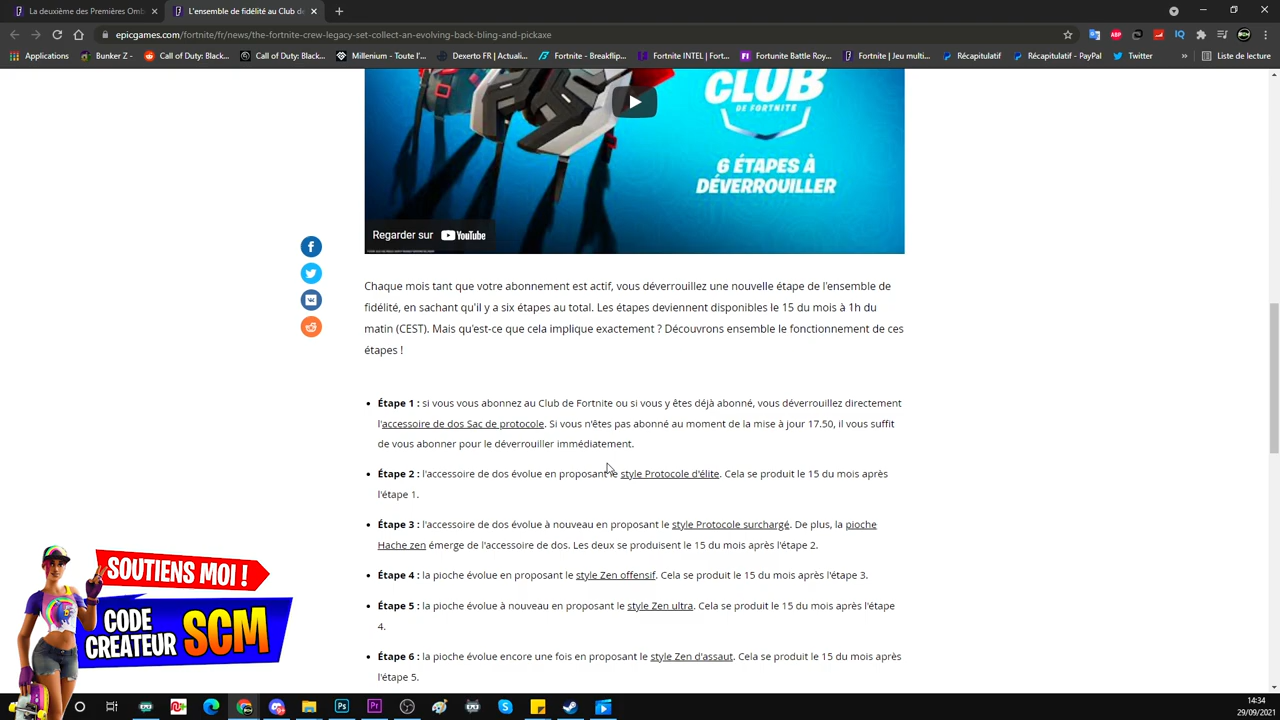 La deuxième des Premières Omb
L'ensemble de fidélité au Club de
epicgames.com/fortnite/fr/news/the-fortnite-crew-legacy-set-collect-an-evolving-back-bling-and-pickaxe
Applications
Bunker Z -
Call of Duty: Black...
Call of Duty: Black...
Millenium - Toute l'...
Dexerto FR | Actuali...
Fortnite - Breakflip...
Fortnite INTEL | Fort...
Fortunite Battle Roy...
Fortnite | Jeu multi...
Récapitulatif
Récapitulatif - PayPal
Twitter
»
Liste de lecture
CLUB
DE FORTNITE
6 ÉTAPES À
DÉVERROUILLER
Regarder sur YouTube
Chaque mois tant que votre abonnement est actif, vous déverrouillez une nouvelle étape de l'ensemble de
fidélité, en sachant qu'il y a six étapes au total. Les étapes deviennent disponibles le 15 du mois à 1h du
matin (CEST). Mais qu'est-ce que cela implique exactement ? Découvrons ensemble le fonctionnement de ces
étapes !
• Étape 1 : si vous vous abonnez au Club de Fortnite ou si vous y êtes déjà abonné, vous déverrouillez directement
l'accessoire de dos Sac de protocole. Si vous n'êtes pas abonné au moment de la mise à jour 17.50, il vous suffit
de vous abonner pour le déverrouiller immédiatement.
• Étape 2 : l'accessoire de dos évolue en proposant le style Protocole d'élite. Cela se produit le 15 du mois après
l'étape 1.
• Étape 3 : l'accessoire de dos évolue à nouveau en proposant le style Protocole surchargé. De plus, la pioche
Hache zen émerge de l'accessoire de dos. Les deux se produisent le 15 du mois après l'étape 2.
• Étape 4 : la pioche évolue en proposant le style Zen offensif. Cela se produit le 15 du mois après l'étape 3.
• Étape 5 : la pioche évolue à nouveau en proposant le style Zen ultra. Cela se produit le 15 du mois après l'étape
4.
• Étape 6 : la pioche évolue encore une fois en proposant le style Zen d'assaut. Cela se produit le 15 du mois après
l'étape 5.
SOUTIENS MOI !
CODE
CREATEUR SCM
14:34
29/09/2021